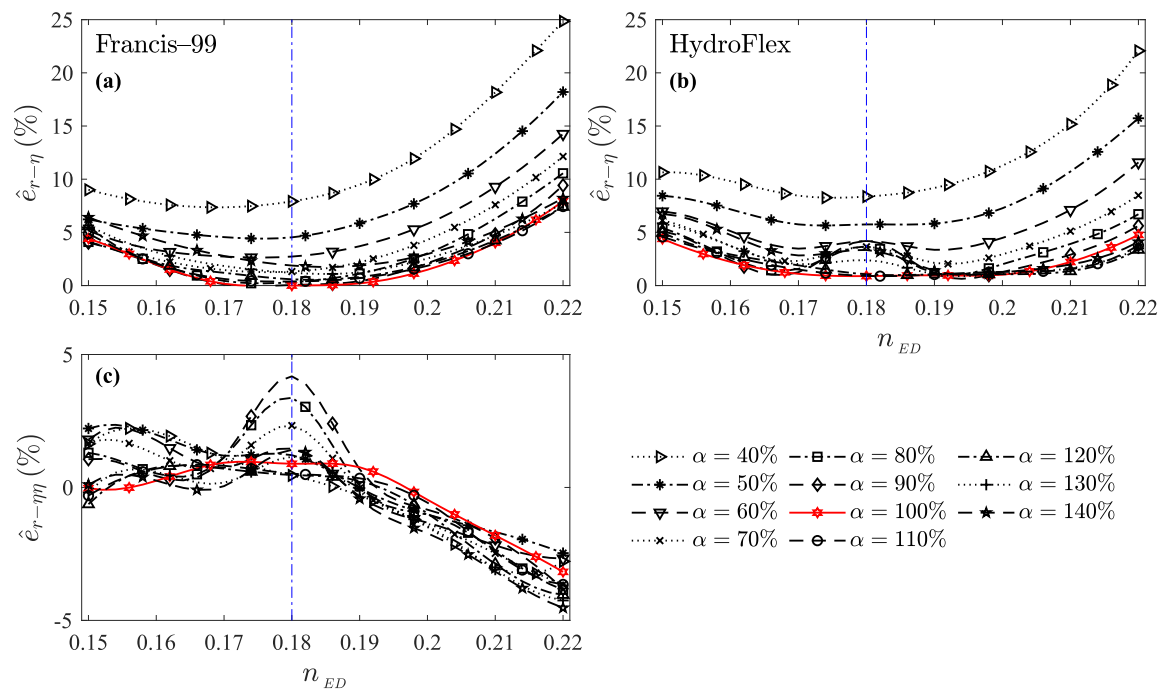 Francis–99
(a)
ê_{r−η} (%)
25
20
15
10
5
0
0.15 0.16 0.17 0.18 0.19 0.2 0.21 0.22
HydroFlex
(b)
ê_{r−η} (%)
25
20
15
10
5
0
0.15 0.16 0.17 0.18 0.19 0.2 0.21 0.22
n_{ED}
(c)
ê_{r−ηη} (%)
5
0
-5
0.15 0.16 0.17 0.18 0.19 0.2 0.21 0.22
n_{ED}
α = 40% α = 80% α = 120%
α = 50% α = 90% α = 130%
α = 60% α = 100% α = 140%
α = 70% α = 110%